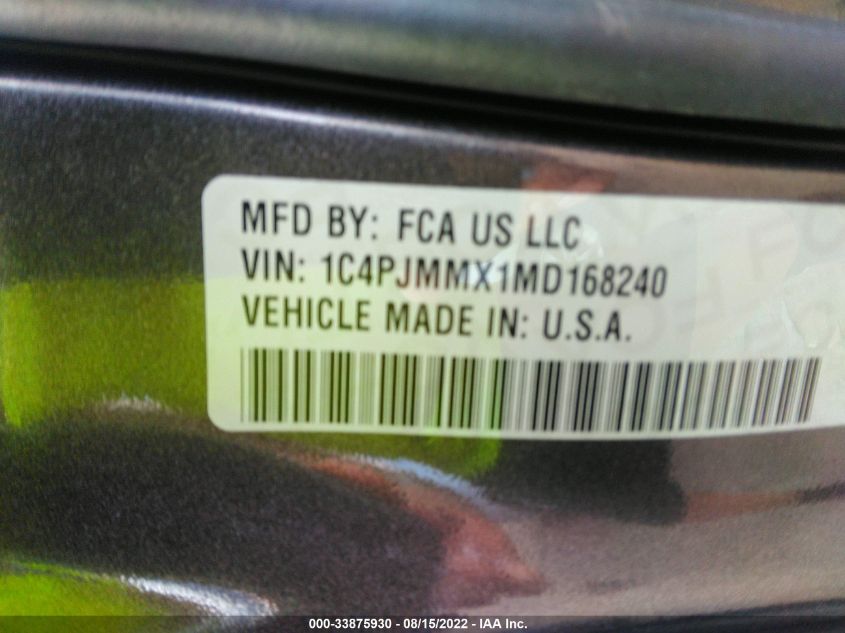 MFD BY: FCA US LLC
VIN: 1C4PJMMX1MD168240
VEHICLE MADE IN: U.S.A.
000-33875930 - 08/15/2022 - IAA Inc.